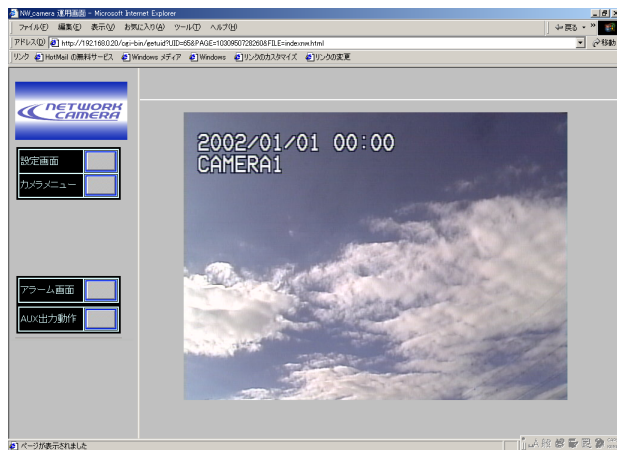 NW_camera 運用画面 - Microsoft Internet Explorer
ファイル(F) 編集(E) 表示(V) お気に入り(A) ツール(T) ヘルプ(H)
戻る
アドレス(D) http://192.168.0.20/cgi-bin/getuid?UID=65&PAGE=1030950728260&FILE=indexnw.html 移動
リンク HotMail の無料サービス Windows メディア Windows リンクのカスタマイズ リンクの変更
NETWORK
CAMERA
2002/01/01 00:00
CAMERA1
設定画面
カメラメニュー
アラーム画面
AUX出力動作
ページが表示されました